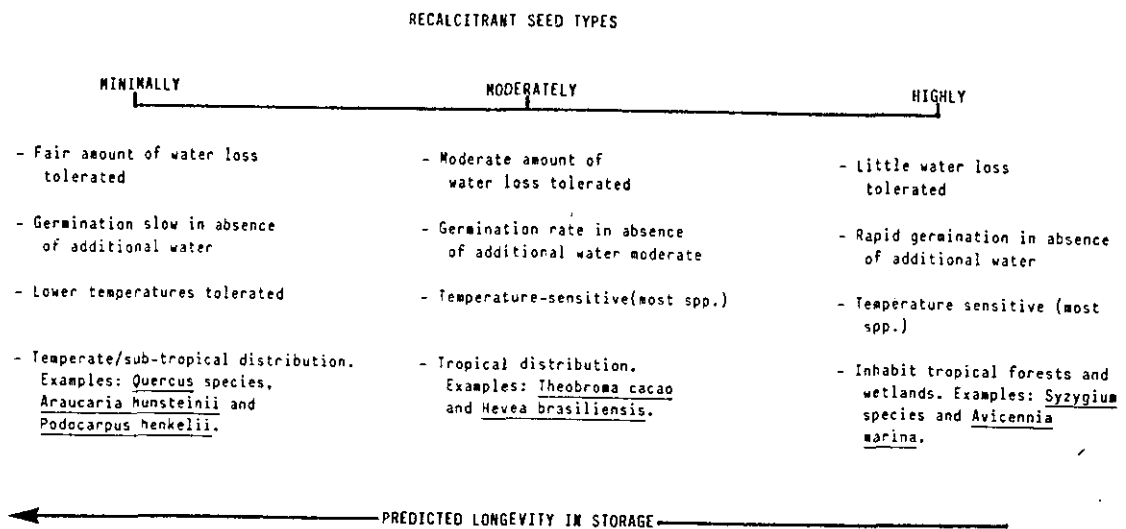 RECALCITRANT SEED TYPES
MINIMALLY
MODERATELY
HIGHLY
- Fair amount of water loss
tolerated
- Germination slow in absence
of additional water
- Lower temperatures tolerated
- Temperate/sub-tropical distribution.
Examples: Quercus species,
Araucaria hunsteinii and
Podocarpus henkelii.
- Moderate amount of
water loss tolerated
- Germination rate in absence
of additional water moderate
- Temperature-sensitive(most spp.)
- Tropical distribution.
Examples: Theobroma cacao
and Hevea brasiliensis.
- Little water loss
tolerated
- Rapid germination in absence
of additional water
- Temperature sensitive (most
spp.)
- Inhabit tropical forests and
wetlands. Examples: Syzygium
species and Avicennia
marina.
PREDICTED LONGEVITY IN STORAGE